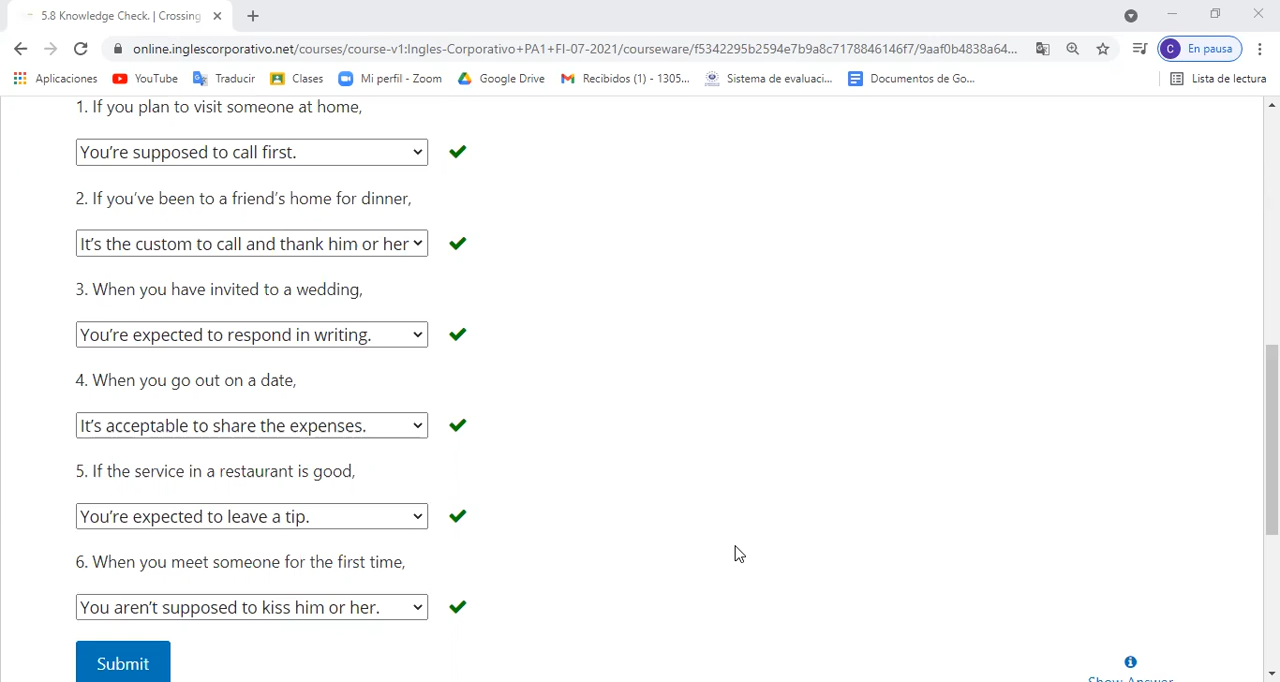 5.8 Knowledge Check. | Crossing
online.inglescorporativo.net/courses/course-v1:Ingles-Corporativo+PA1+FI-07-2021/courseware/f5342295b2594e7b9a8c7178846146f7/9aaf0b4838a64...
C En pausa
Aplicaciones YouTube Traducir Clases Mi perfil - Zoom Google Drive Recibidos (1) - 1305... Sistema de evaluaci... Documentos de Go... Lista de lectura
1. If you plan to visit someone at home,
You're supposed to call first.
2. If you've been to a friend's home for dinner,
It's the custom to call and thank him or her
3. When you have invited to a wedding,
You're expected to respond in writing.
4. When you go out on a date,
It's acceptable to share the expenses.
5. If the service in a restaurant is good,
You're expected to leave a tip.
6. When you meet someone for the first time,
You aren't supposed to kiss him or her.
Submit
Show Answer